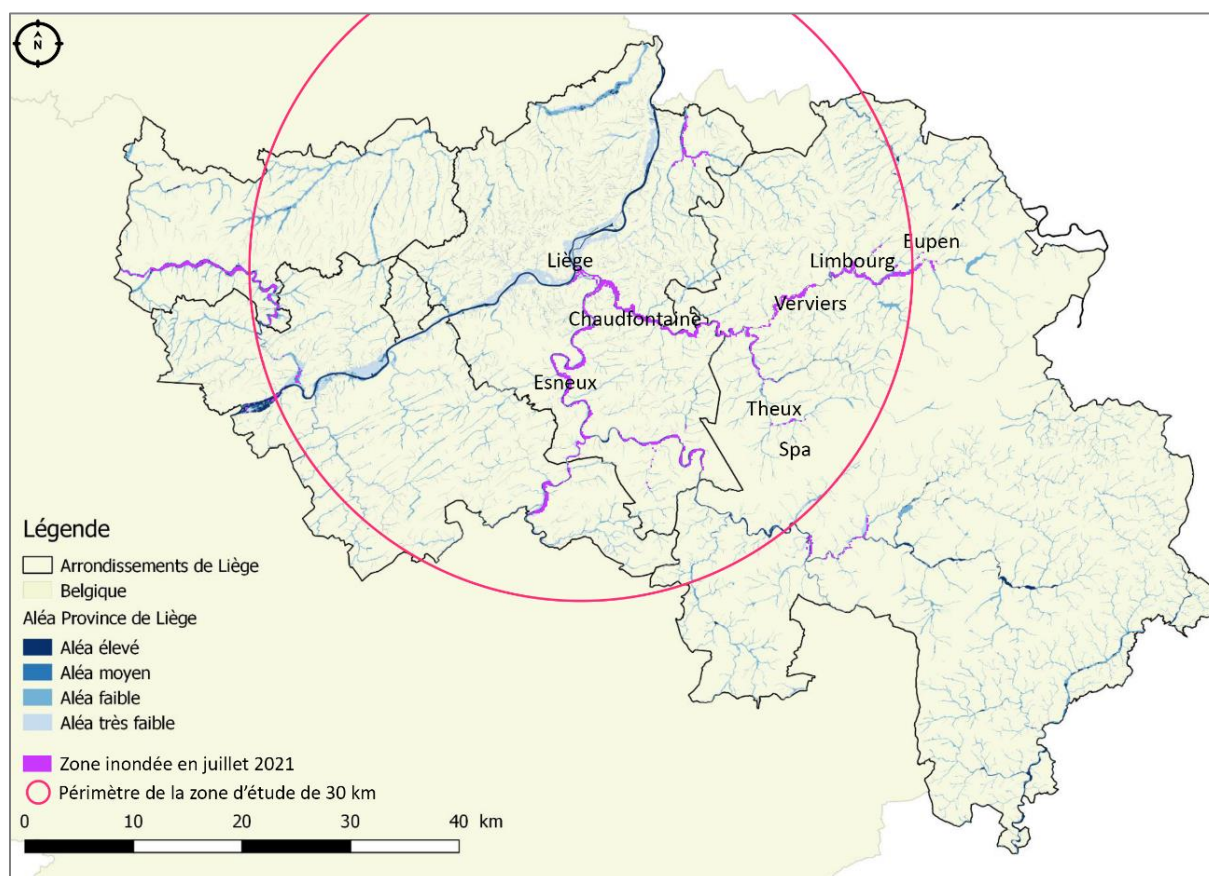 N
Eupen
Liège
Limbourg
Verviers
Chaudfontaine
Esneux
Theux
Spa
Légende
Arrondissements de Liège
Belgique
Aléa Province de Liège
Aléa élevé
Aléa moyen
Aléa faible
Aléa très faible
Zone inondée en juillet 2021
Périmètre de la zone d'étude de 30 km
0 10 20 30 40 km